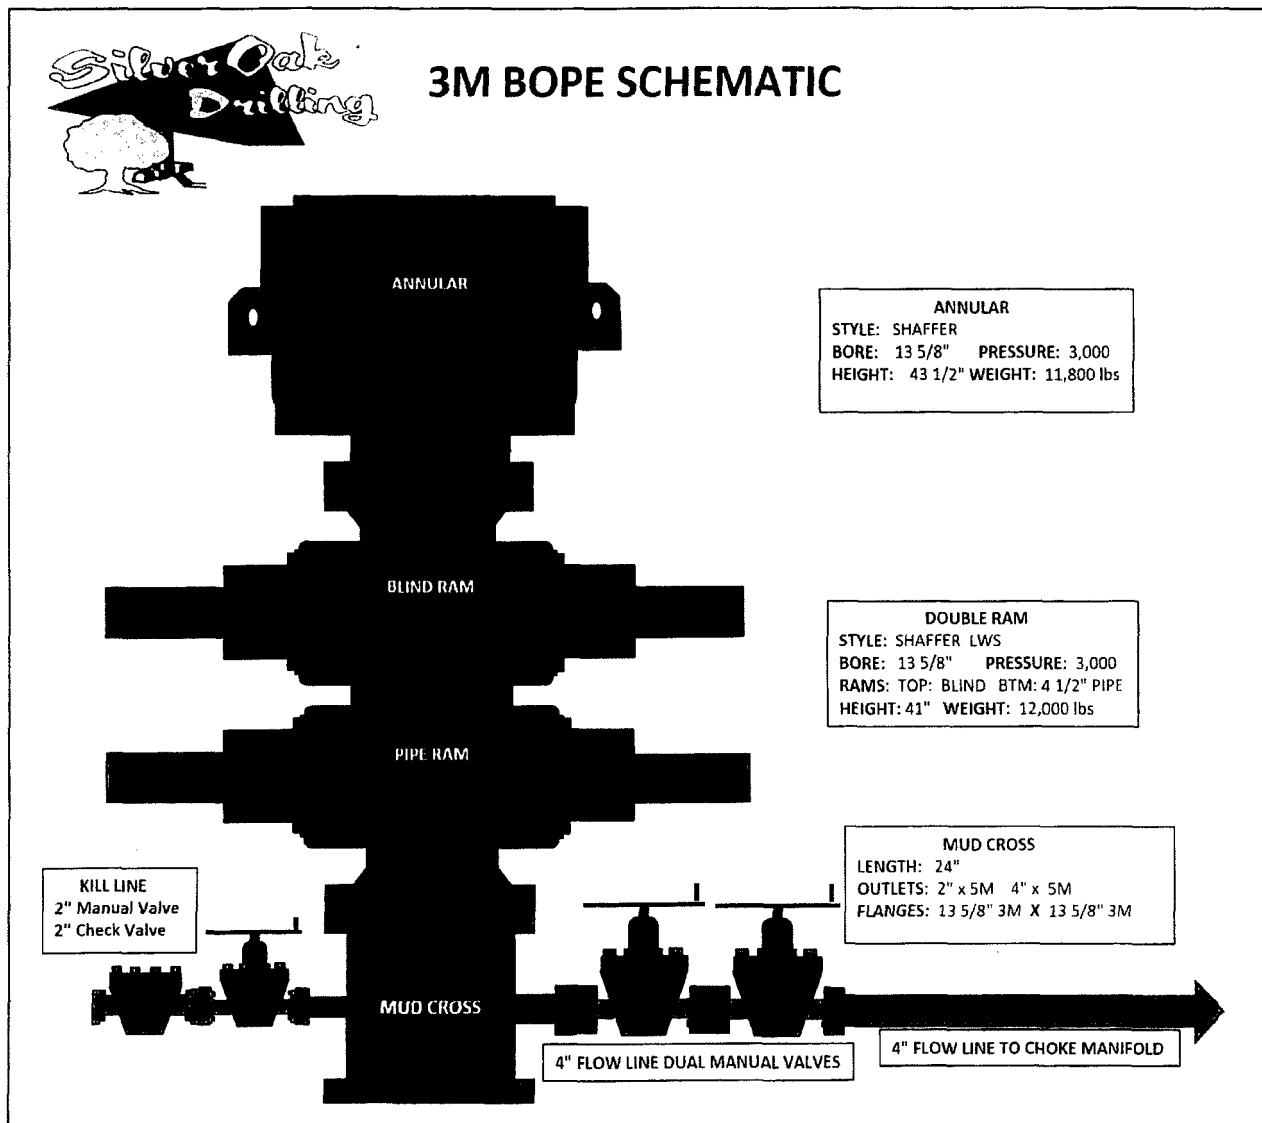 Silver Oak
Drilling
3M BOPE SCHEMATIC
ANNULAR
ANNULAR
STYLE: SHAFFER
BORE: 13 5/8" PRESSURE: 3,000
HEIGHT: 43 1/2" WEIGHT: 11,800 lbs
BLIND RAM
DOUBLE RAM
STYLE: SHAFFER LWS
BORE: 13 5/8" PRESSURE: 3,000
RAMS: TOP: BLIND BTM: 4 1/2" PIPE
HEIGHT: 41" WEIGHT: 12,000 lbs
PIPE RAM
MUD CROSS
LENGTH: 24"
OUTLETS: 2" x 5M 4" x 5M
FLANGES: 13 5/8" 3M X 13 5/8" 3M
KILL LINE
2" Manual Valve
2" Check Valve
MUD CROSS
4" FLOW LINE DUAL MANUAL VALVES
4" FLOW LINE TO CHOKE MANIFOLD